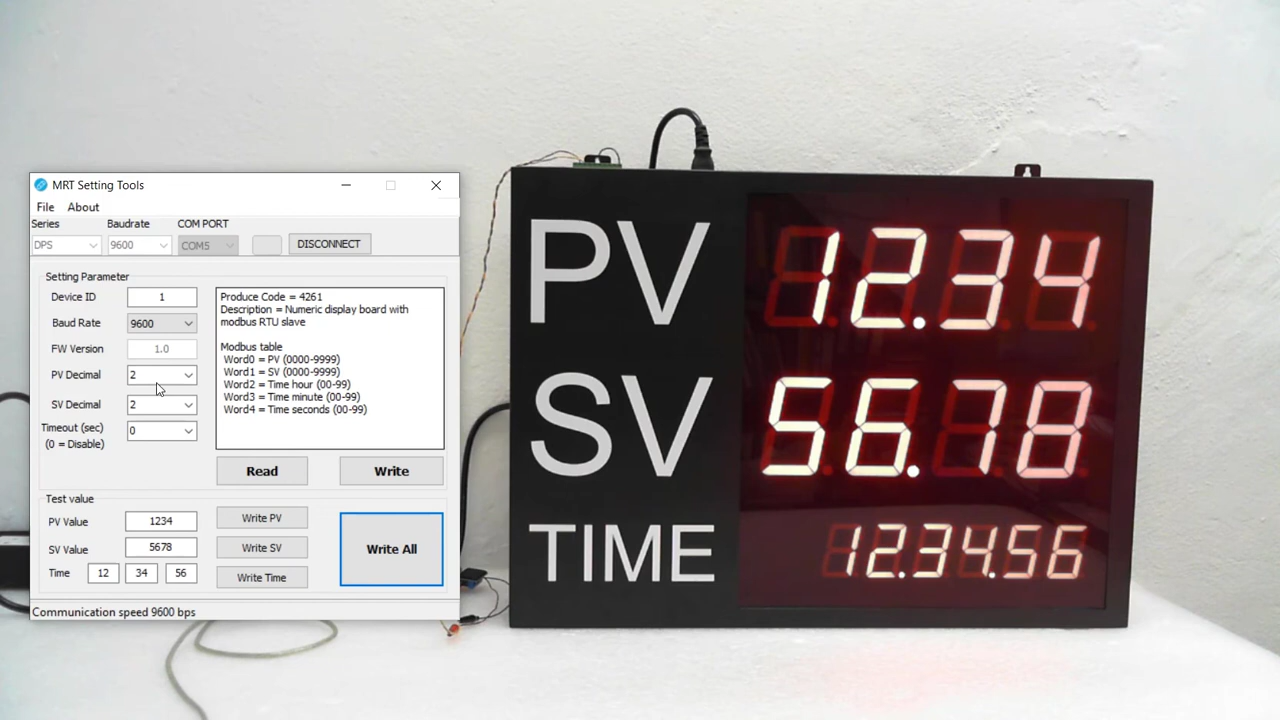 MRT Setting Tools
File About
Series Baudrate COM PORT
DPS 9600 COM5 DISCONNECT
Setting Parameter
Device ID 1
Baud Rate 9600
FW Version 1.0
PV Decimal 2
SV Decimal 2
Timeout (sec) 0
(0 = Disable)
Produce Code = 4261
Description = Numeric display board with
modbus RTU slave
Modbus table
Word0 = PV (0000-9999)
Word1 = SV (0000-9999)
Word2 = Time hour (00-99)
Word3 = Time minute (00-99)
Word4 = Time seconds (00-99)
Read Write
Test value
PV Value 1234 Write PV
SV Value 5678 Write SV
Time 12 34 56 Write Time
Write All
Communication speed 9600 bps
PV 12.34
SV 56.78
TIME 12.34.56